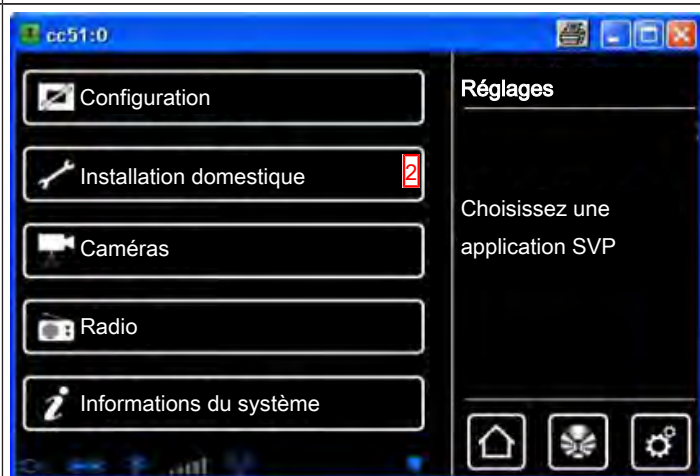 cc51:0
Configuration
Installation domestique 2
Caméras
Radio
Informations du système
Réglages
Choisissez une
application SVP